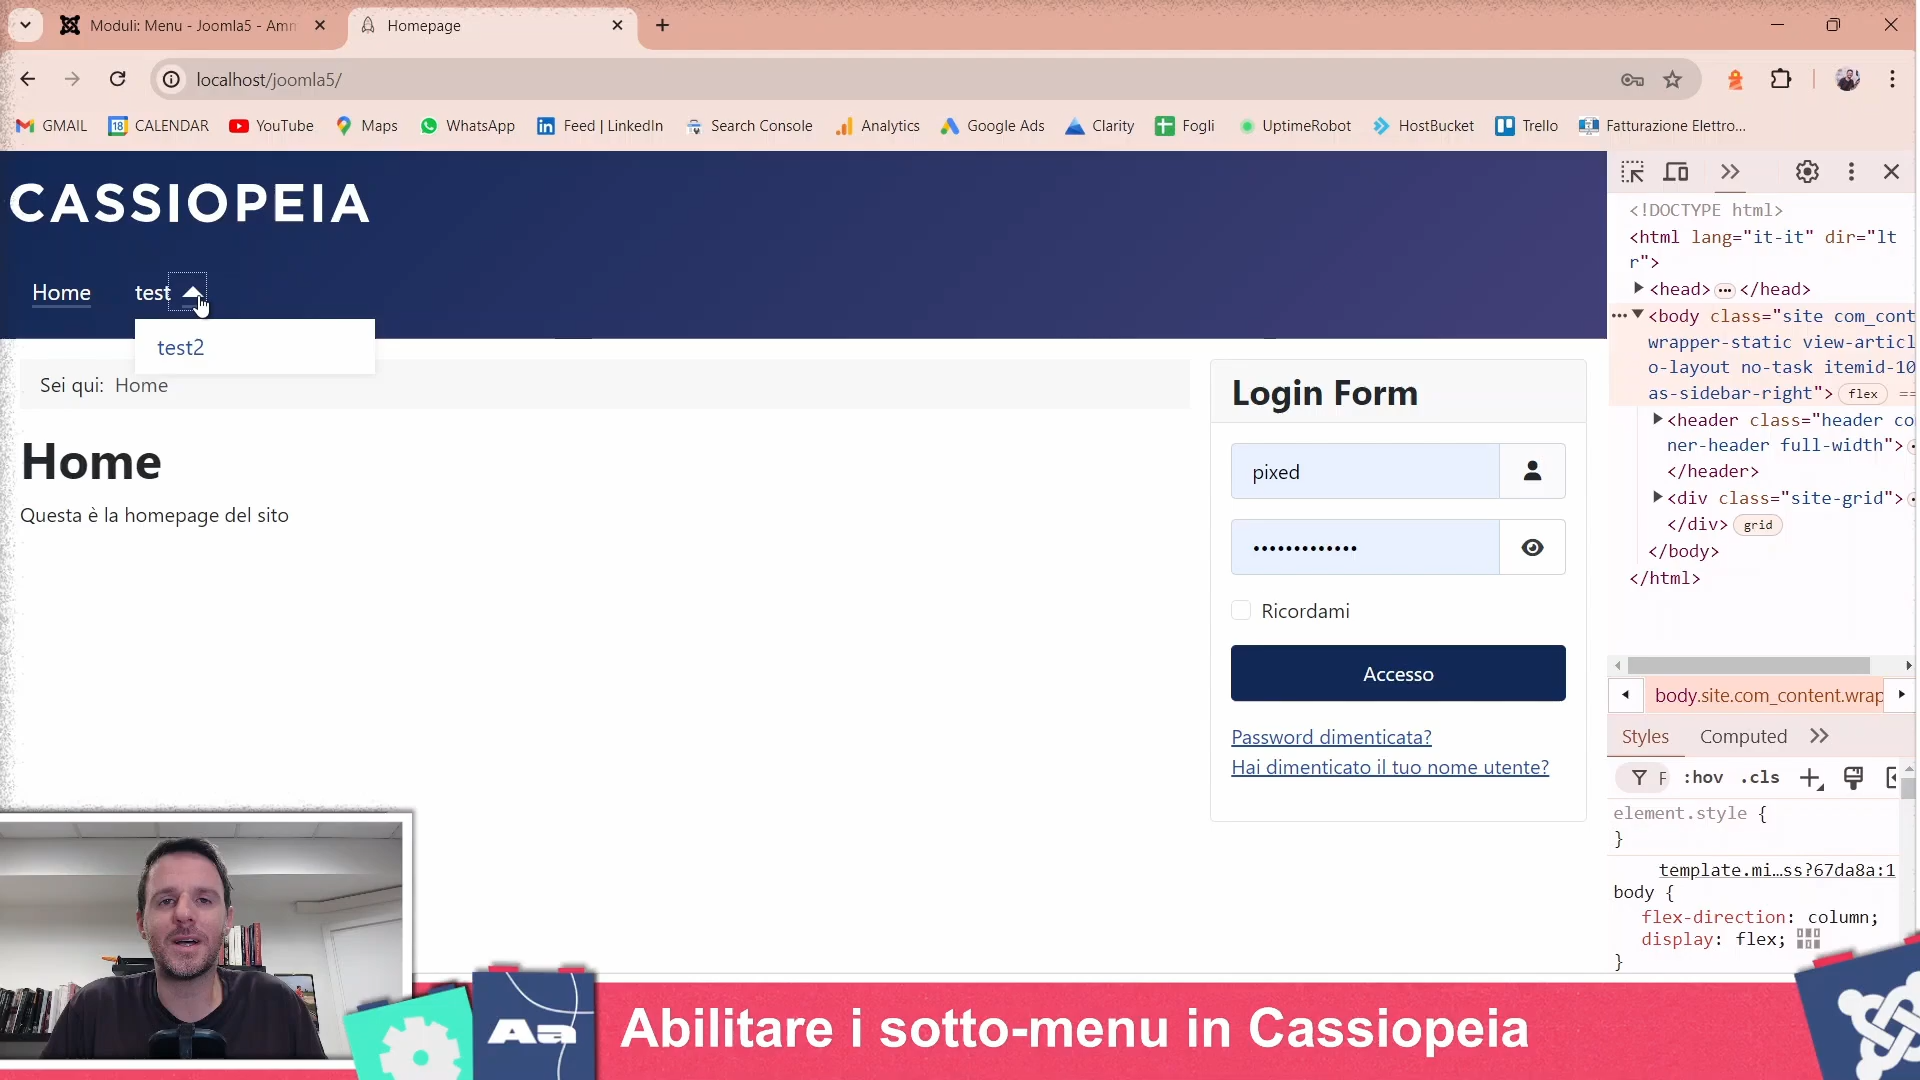 Moduli: Menu - Joomla5 - Amm
Homepage
localhost/joomla5/
GMAIL
18 CALENDAR
YouTube
Maps
WhatsApp
Feed | LinkedIn
Search Console
Analytics
Google Ads
Clarity
Fogli
UptimeRobot
HostBucket
Trello
Fatturazione Elettro...
CASSIOPEIA
Home
test
test2
Sei qui: Home
Home
Questa è la homepage del sito
Login Form
pixed
Ricordami
Accesso
Password dimenticata?
Hai dimenticato il tuo nome utente?
<!DOCTYPE html>
<html lang="it-it" dir="lt
r">
<head> ••• </head>
<body class="site com_cont
wrapper-static view-articl
o-layout no-task itemid-10
as-sidebar-right"> flex ==
<header class="header co
ner-header full-width">
</header>
<div class="site-grid">
</div> grid
</body>
</html>
body.site.com_content.wrap
Styles Computed
F :hov .cls
element.style {
}
template.mi…ss?67da8a:1
body {
flex-direction: column;
display: flex;
}
Aa
Abilitare i sotto-menu in Cassiopeia